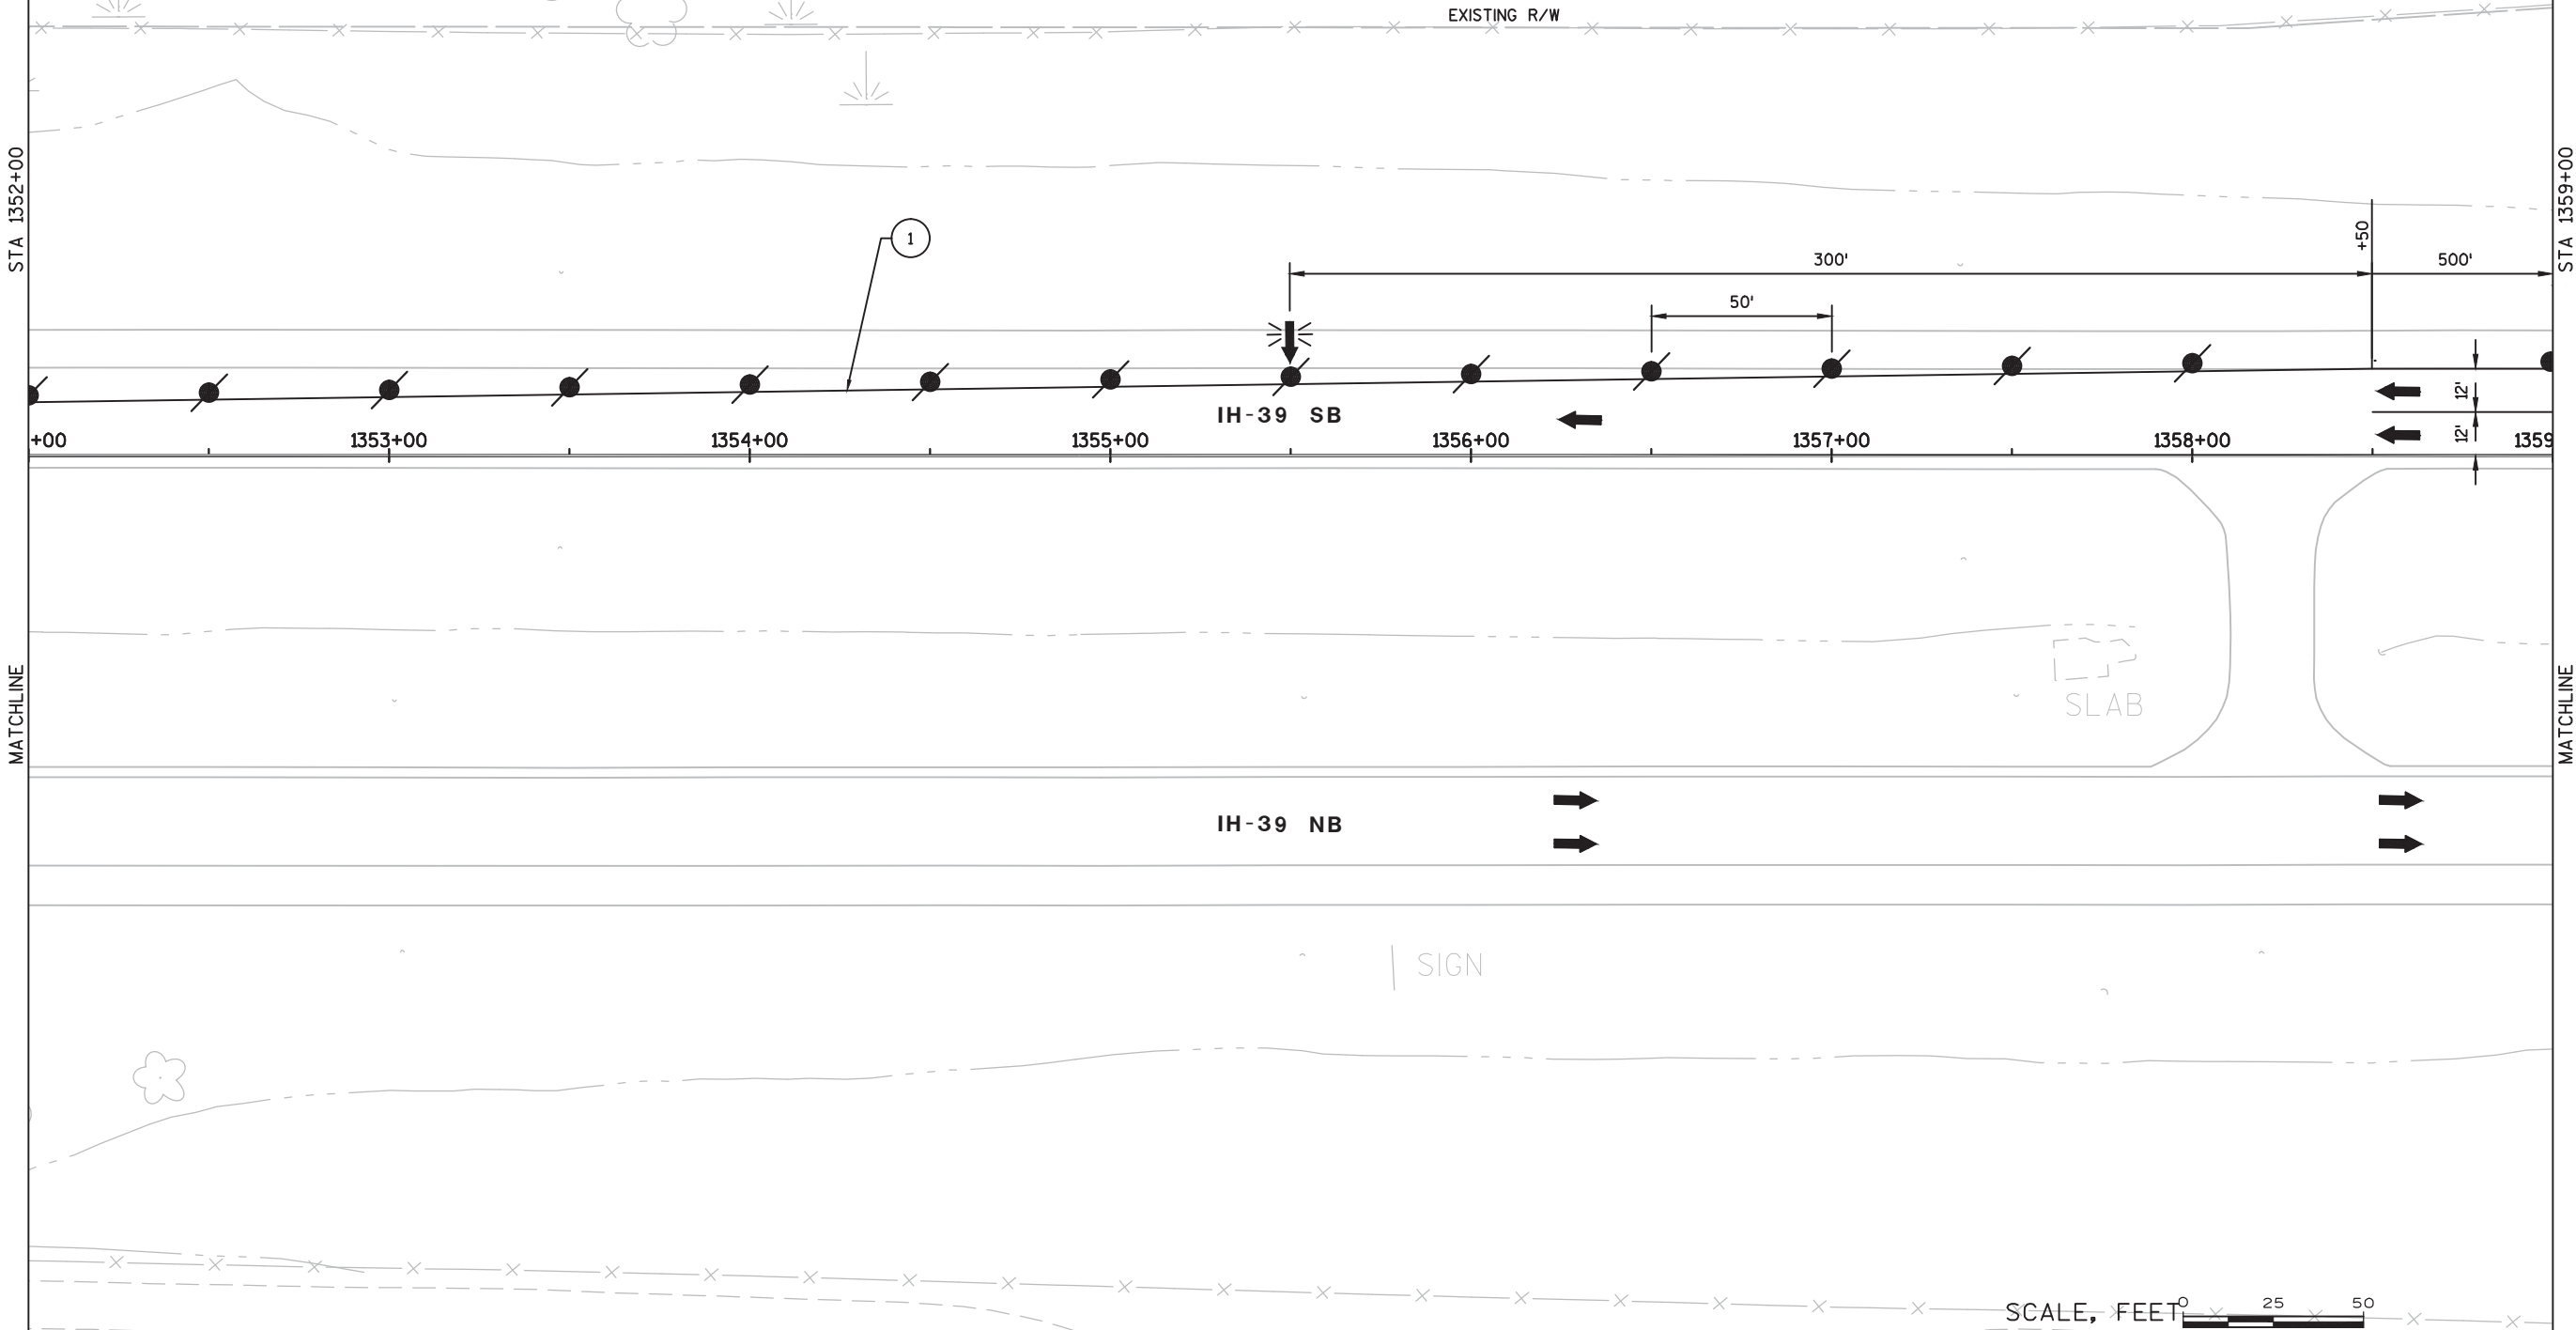 EXISTING R/W
STA 1352+00
STA 1359+00
1
+50
300'
500'
50'
12'
IH-39 SB
12'
+00
1353+00
1354+00
1355+00
1356+00
1357+00
1358+00
1359
MATCHLINE
MATCHLINE
SLAB
IH-39 NB
SIGN
SCALE, FEET
0
25
50